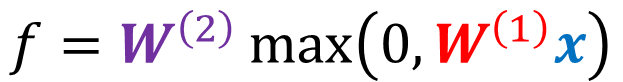 f = W⁽²⁾ max(0, W⁽¹⁾x)